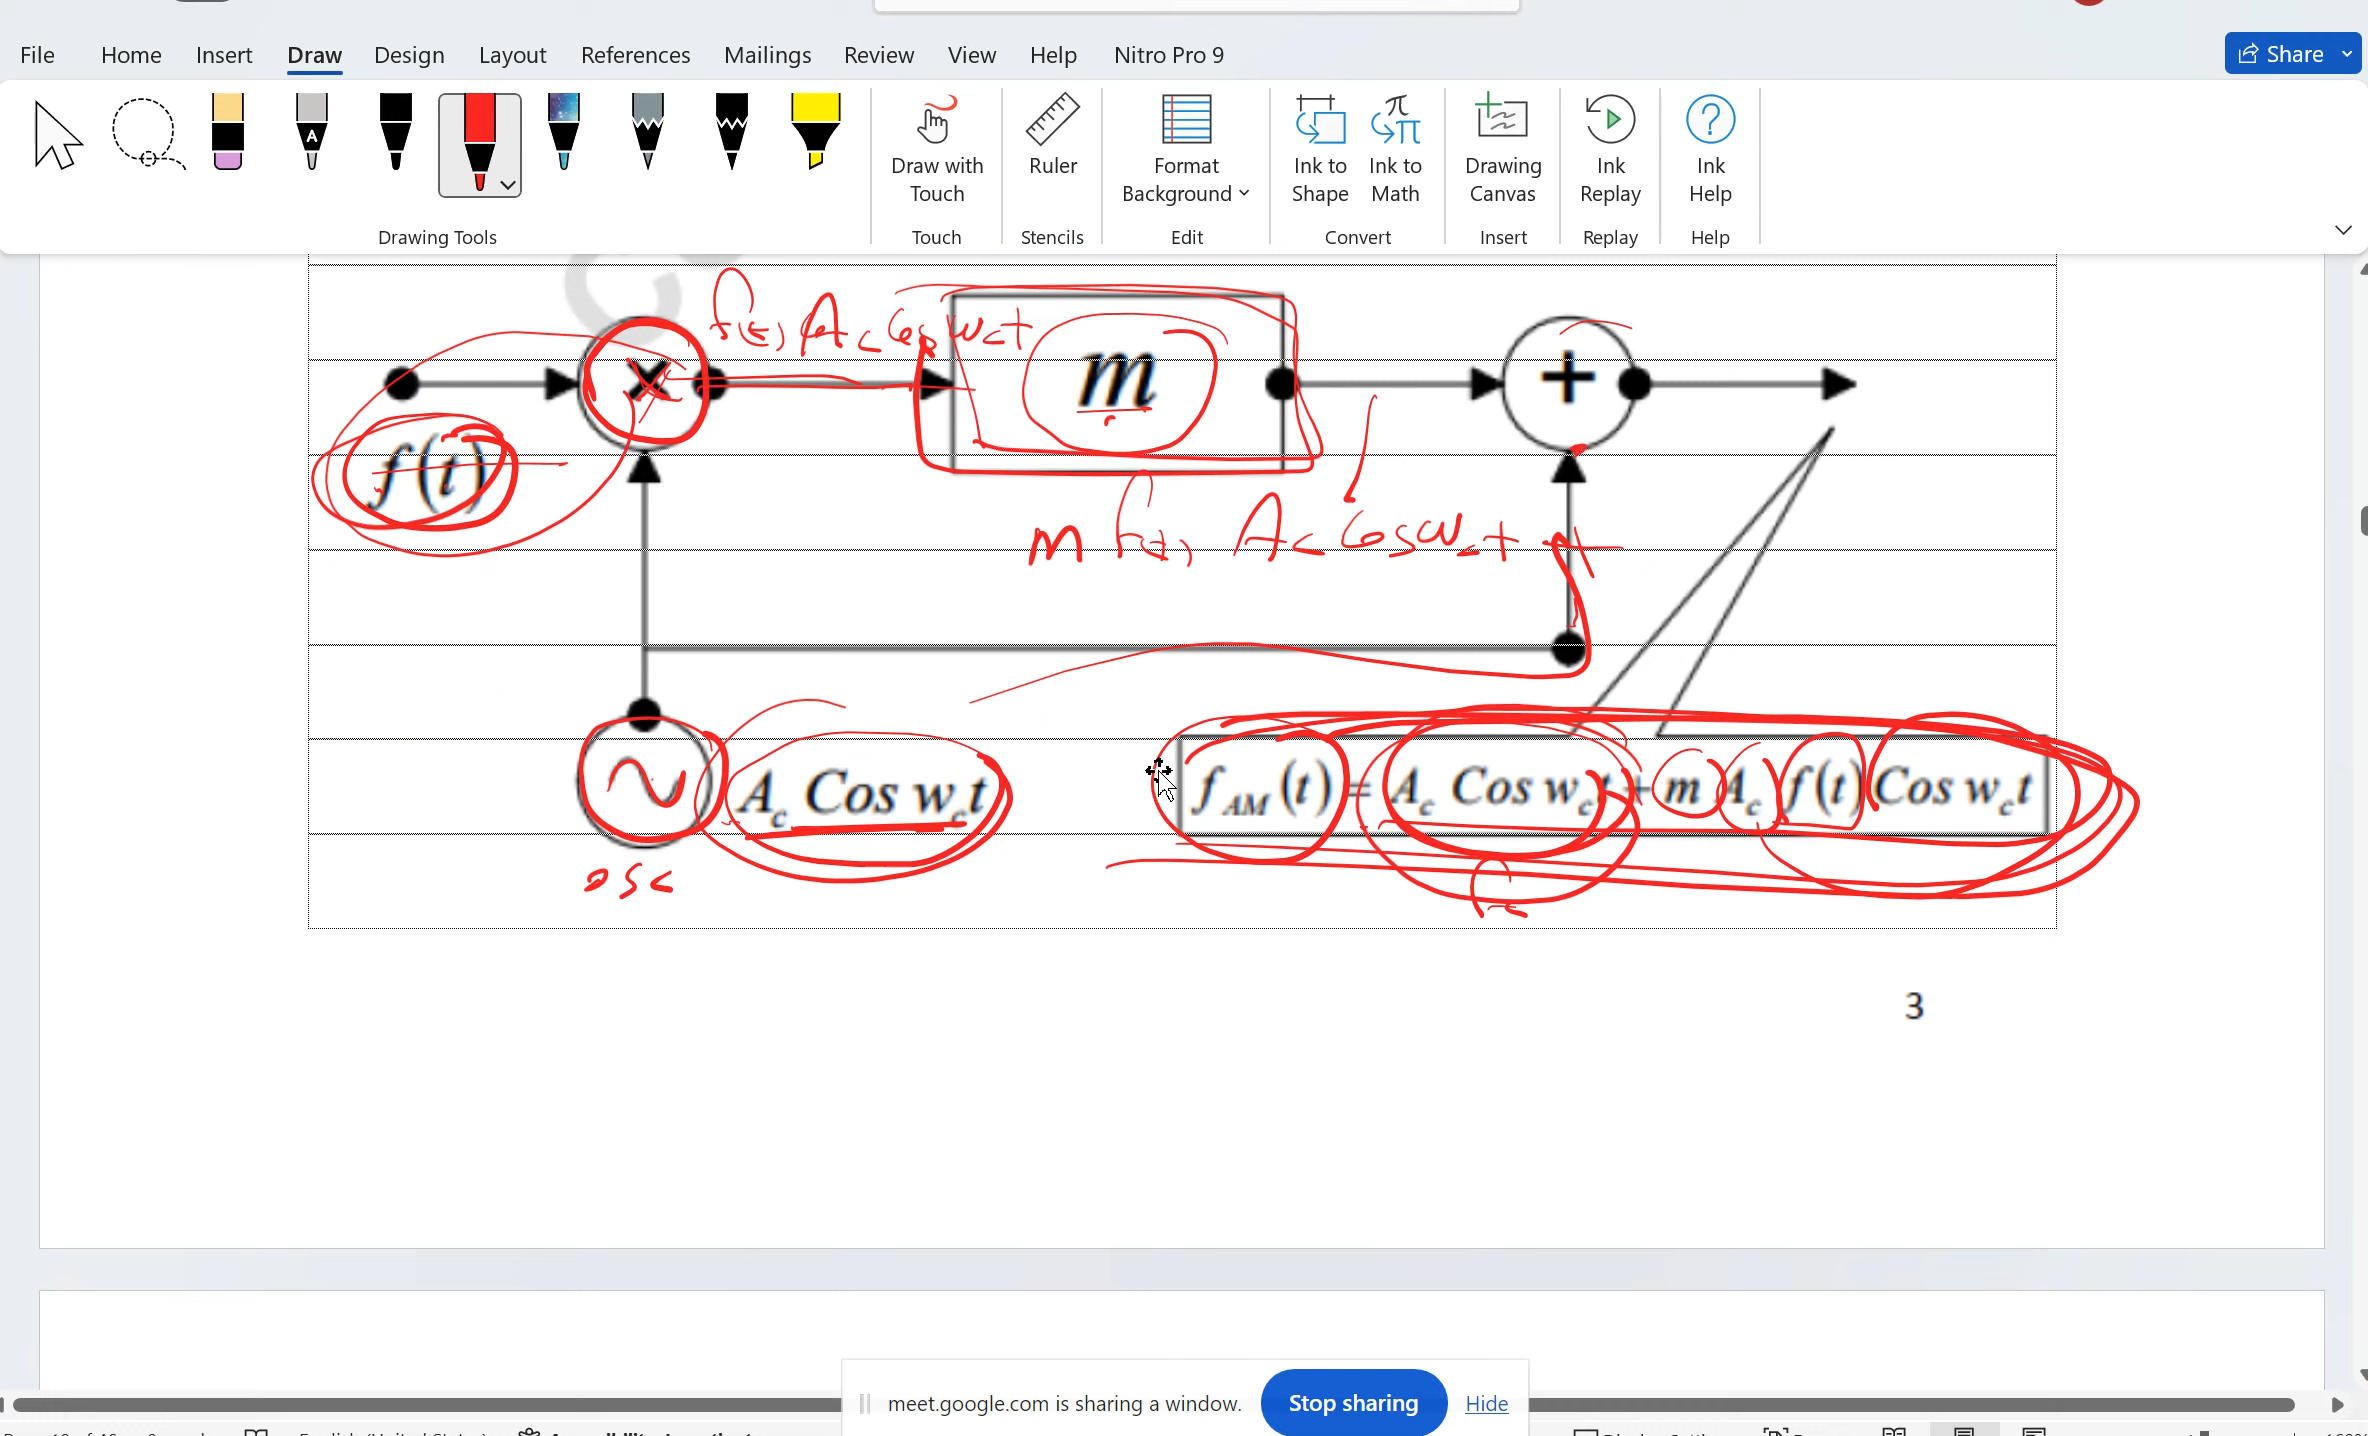 File Home Insert Draw Design Layout References Mailings Review View Help Nitro Pro 9 Share
A
Draw with Touch
Ruler
Format Background
Ink to Shape
Ink to Math
Drawing Canvas
Ink Replay
Ink Help
Drawing Tools Touch Stencils Edit Convert Insert Replay Help
f(t) Ac Cos wct
× m +
f(t)
m f(t) Ac Cos wct +
Ac Cos wct
fAM (t) = Ac Cos wct + m Ac f(t) Cos wct
osc
3
meet.google.com is sharing a window. Stop sharing Hide